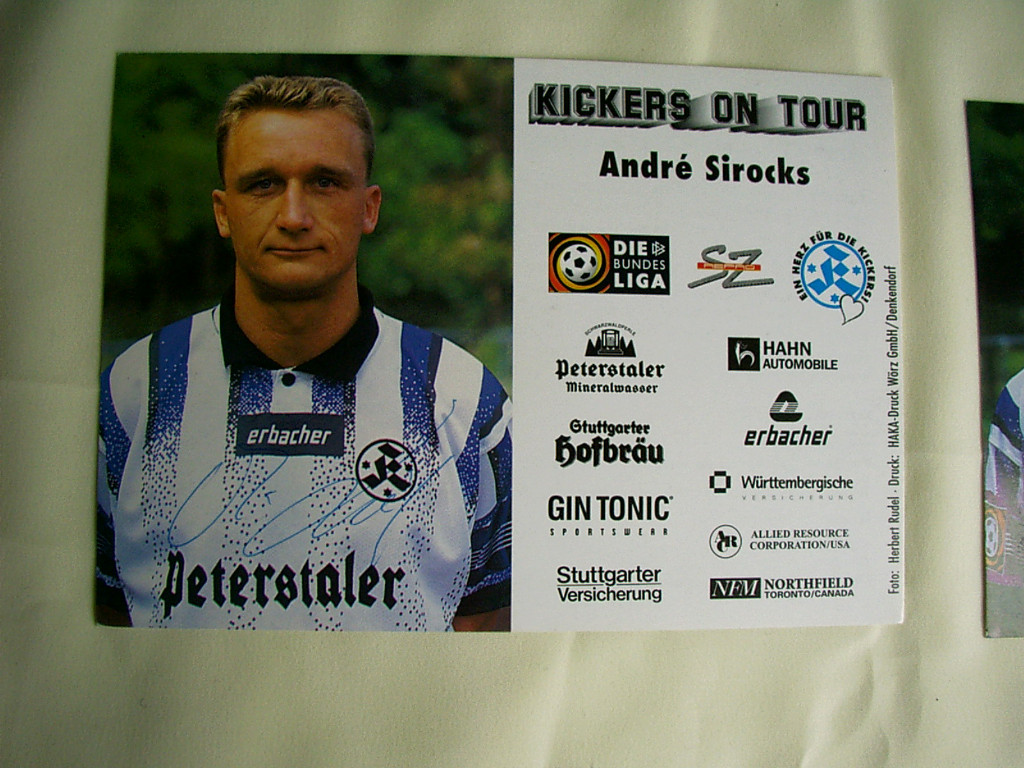 KICKERS ON TOUR
André Sirocks
DIE
BUNDES
LIGA
SZ
EIN HERZ FÜR DIE KICKERS!
SCHWARZWALDPERLE
Peterstaler
Mineralwasser
HAHN
AUTOMOBILE
Stuttgarter
Hofbräu
erbacher®
GIN TONIC®
SPORTSWEAR
Württembergische
VERSICHERUNG
ALLIED RESOURCE
CORPORATION/USA
Stuttgarter
Versicherung
NFM NORTHFIELD
TORONTO/CANADA
Foto: Herbert Rudel · Druck: HAKA-Druck Wörz GmbH/Denkendorf
erbacher
Peterstaler